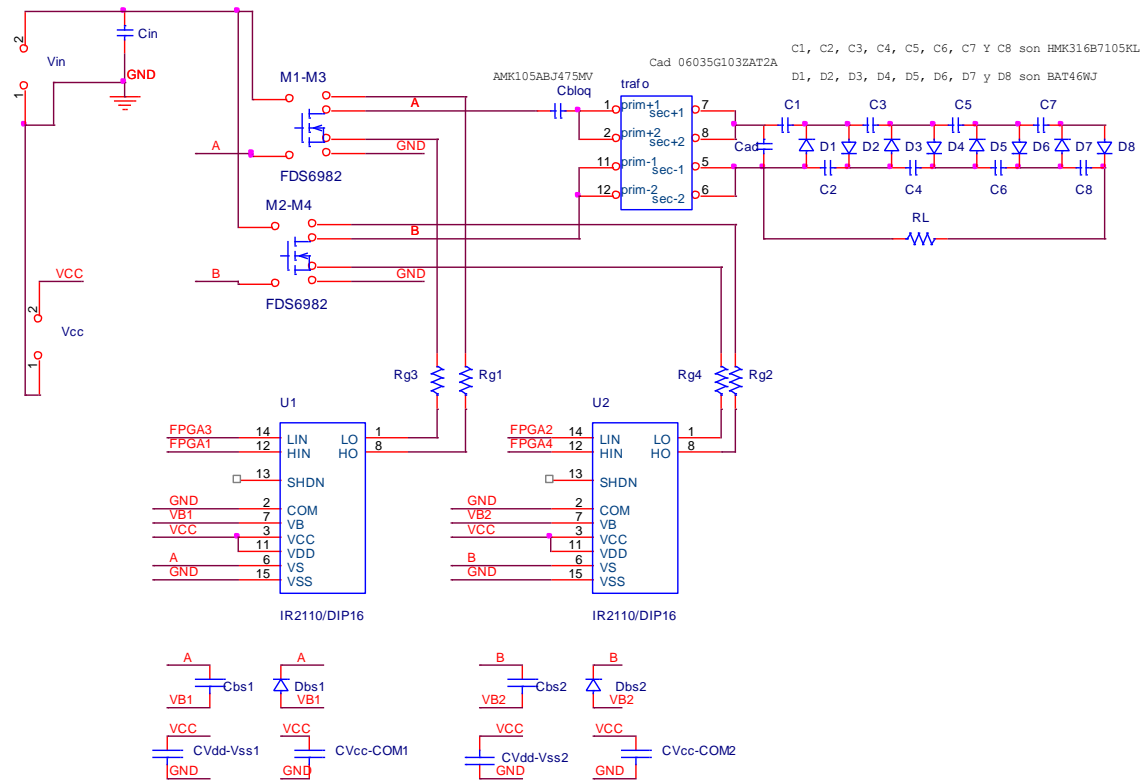 2
Cin
Vin
GND
1
C1, C2, C3, C4, C5, C6, C7 Y C8 son HMK316B7105KL
D1, D2, D3, D4, D5, D6, D7 y D8 son BAT46WJ
Cad 06035G103ZAT2A
AMK105ABJ475MV
M1-M3
A
Cbloq
trafo
1 prim+1 sec+1 7
2 prim+2 sec+2 8
11 prim-1 sec-1 5
12 prim-2 sec-2 6
C1 C3 C5 C7
Cad D1 D2 D3 D4 D5 D6 D7 D8
C2 C4 C6 C8
RL
A GND
FDS6982
M2-M4
B
B GND
FDS6982
VCC
2
Vcc
1
Rg3 Rg1 Rg4 Rg2
U1
FPGA3 14 LIN LO 1
FPGA1 12 HIN HO 8
13 SHDN
GND 2 COM
VB1 7 VB
VCC 3 VCC
11 VDD
A 6 VS
GND 15 VSS
IR2110/DIP16
U2
FPGA2 14 LIN LO 1
FPGA4 12 HIN HO 8
13 SHDN
GND 2 COM
VB2 7 VB
VCC 3 VCC
11 VDD
B 6 VS
GND 15 VSS
IR2110/DIP16
A A B B
Cbs1 Dbs1 Cbs2 Dbs2
VB1 VB1 VB2 VB2
VCC VCC VCC VCC
CVdd-Vss1 CVcc-COM1 CVdd-Vss2 CVcc-COM2
GND GND GND GND